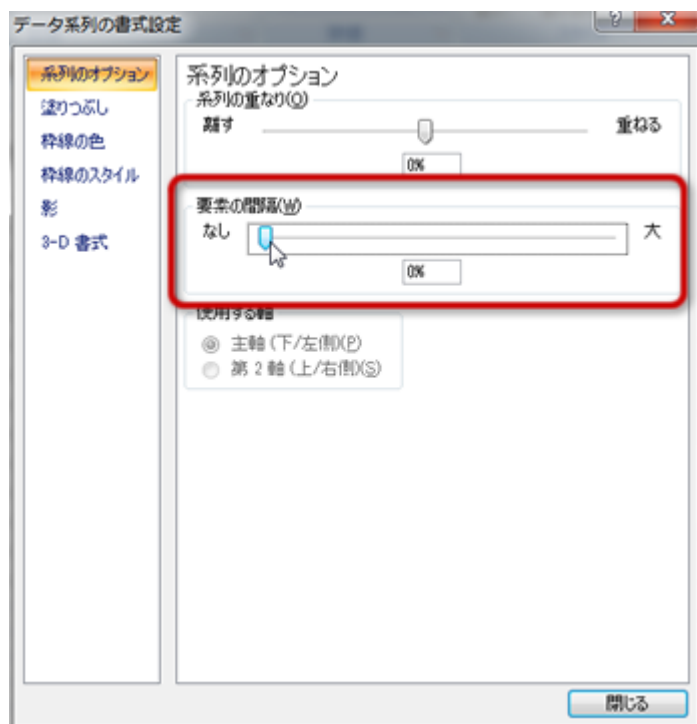 データ系列の書式設定
?
系列のオプション
塗りつぶし
枠線の色
枠線のスタイル
影
3-D 書式
系列のオプション
系列の重なり(O)
離す 重ねる
0%
要素の間隔(W)
なし 大
0%
使用する軸
主軸 (下/左側)(P)
第 2 軸 (上/右側)(S)
閉じる